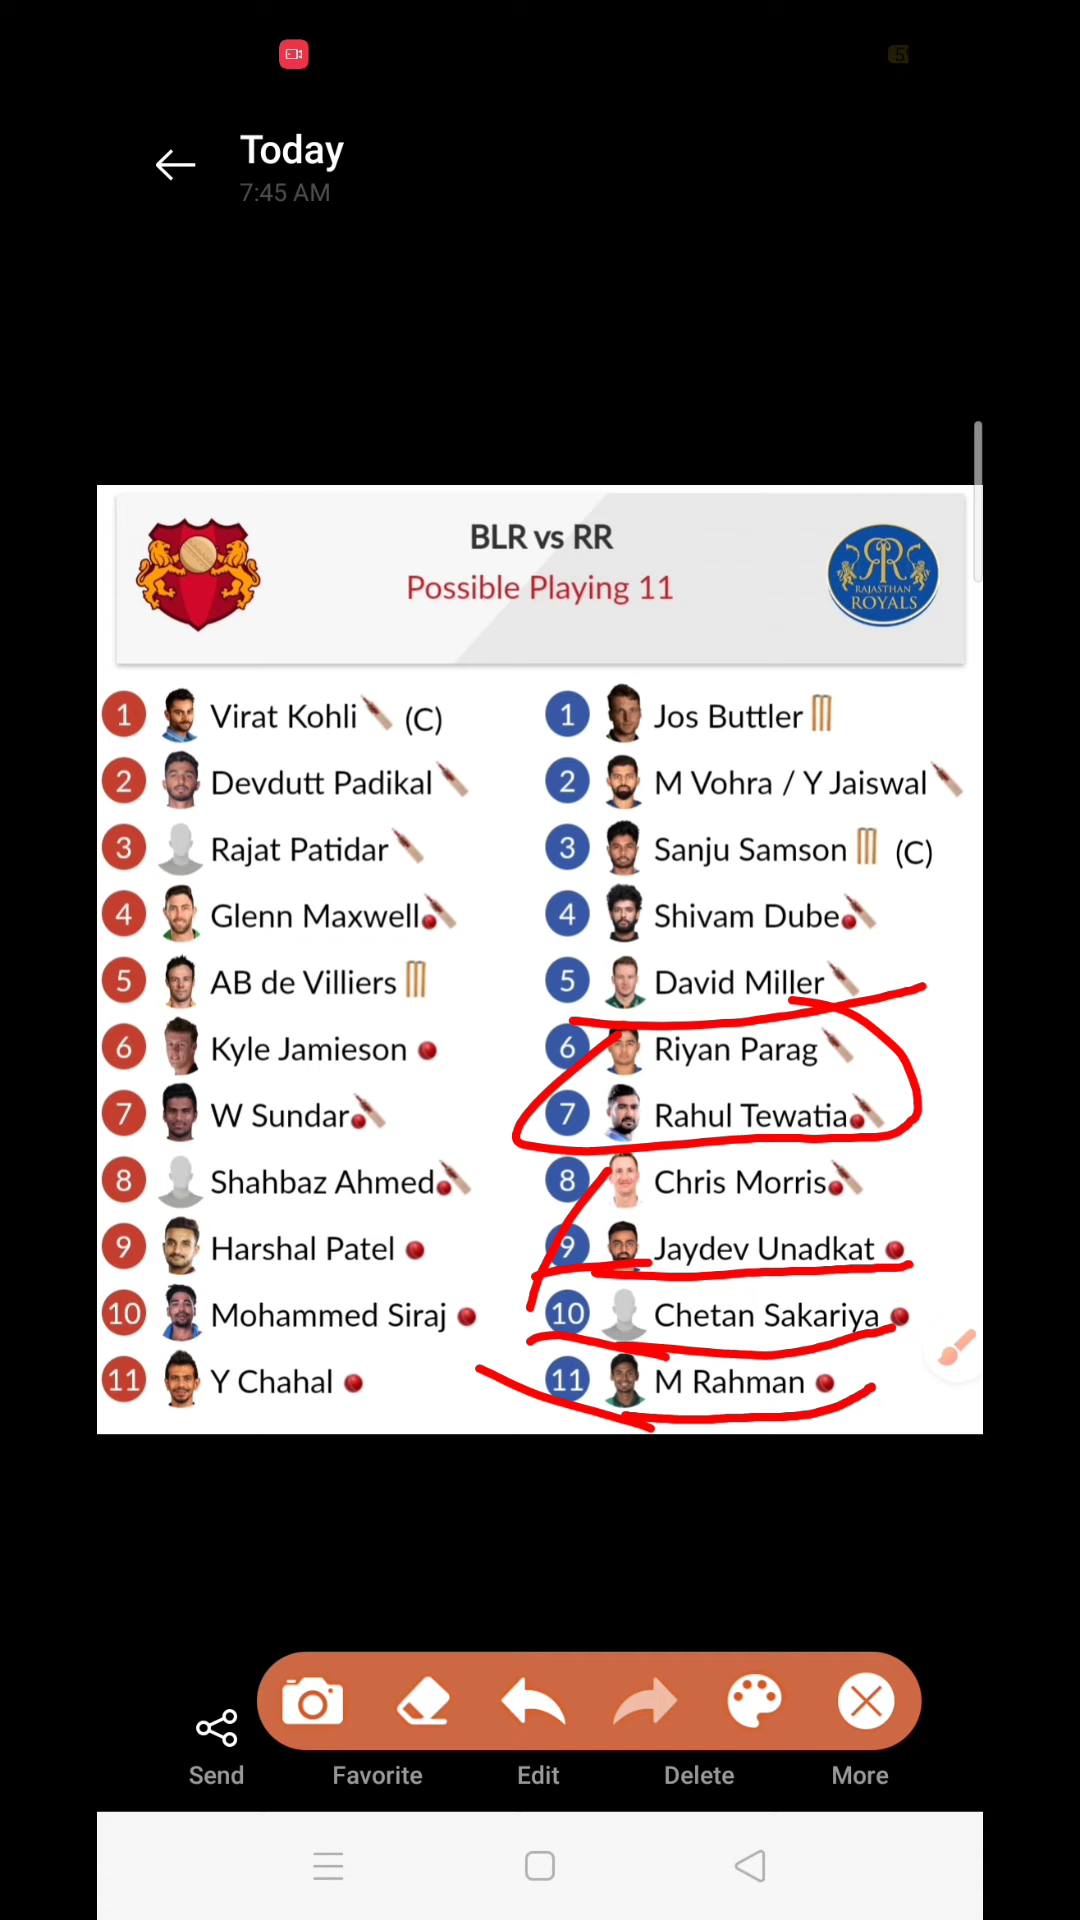 Today
7:45 AM
BLR vs RR
Possible Playing 11
RAJASTHAN
ROYALS
1 Virat Kohli (C)
2 Devdutt Padikal
3 Rajat Patidar
4 Glenn Maxwell
5 AB de Villiers
6 Kyle Jamieson
7 W Sundar
8 Shahbaz Ahmed
9 Harshal Patel
10 Mohammed Siraj
11 Y Chahal
1 Jos Buttler
2 M Vohra / Y Jaiswal
3 Sanju Samson (C)
4 Shivam Dube
5 David Miller
6 Riyan Parag
7 Rahul Tewatia
8 Chris Morris
9 Jaydev Unadkat
10 Chetan Sakariya
11 M Rahman
Send Favorite Edit Delete More